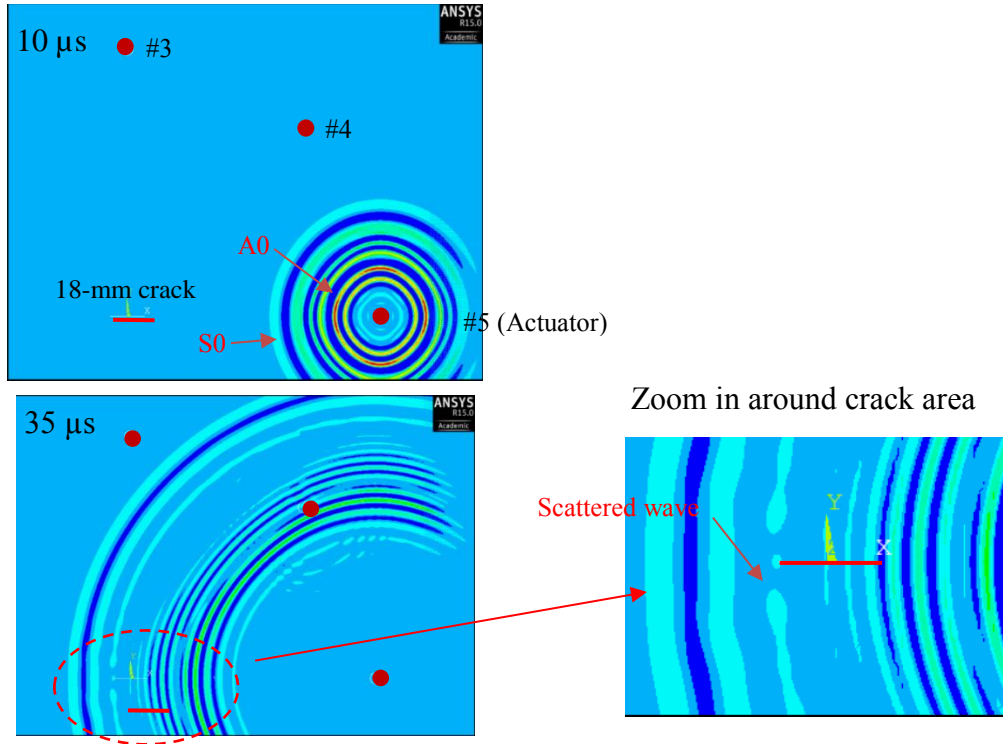 ANSYS
R15.0
Academic
10 µs
#3
#4
A0
18-mm crack
X
#5 (Actuator)
S0
35 µs
ANSYS
R15.0
Academic
Zoom in around crack area
Scattered wave
Y
X